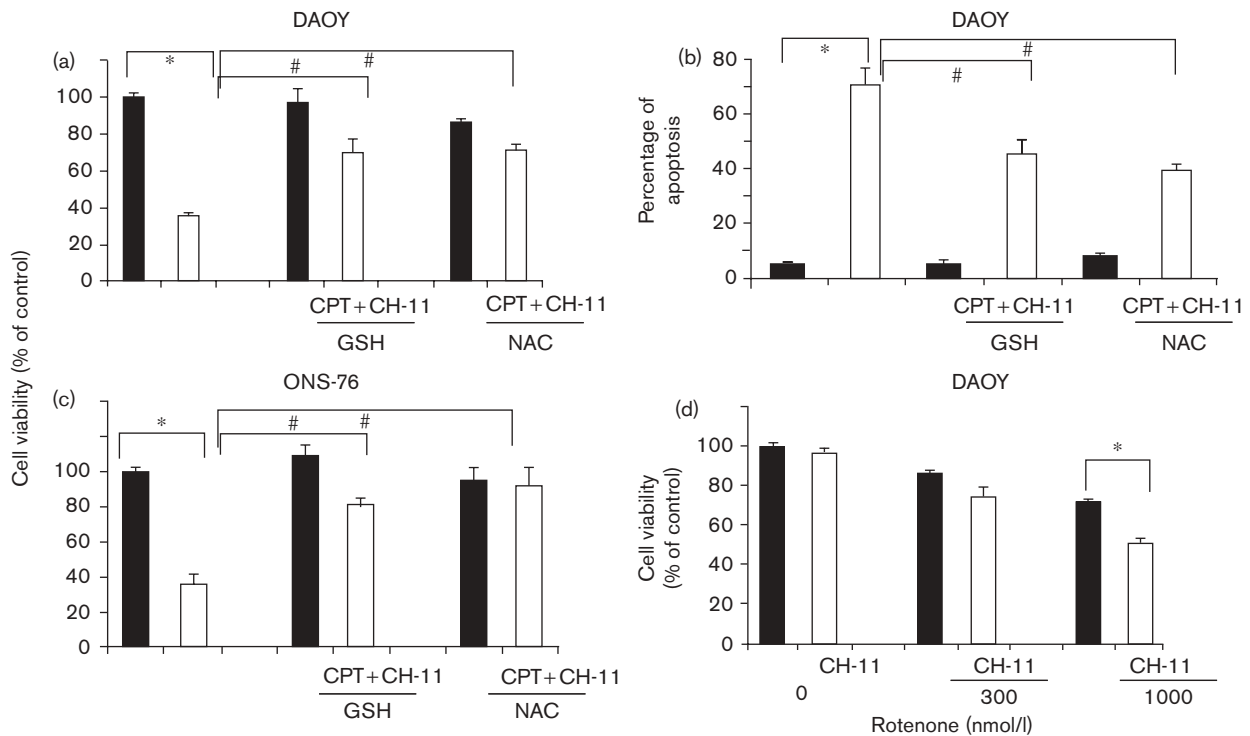 DAOY
(a)
*
#
#
100
80
60
40
20
0
CPT+CH-11
CPT+CH-11
GSH
NAC
Cell viability (% of control)
DAOY
(b)
*
#
#
80
60
40
20
0
Percentage of
apoptosis
CPT+CH-11
CPT+CH-11
GSH
NAC
ONS-76
(c)
*
#
#
100
80
60
40
20
0
CPT+CH-11
CPT+CH-11
GSH
NAC
DAOY
(d)
*
100
80
60
40
20
0
Cell viability
(% of control)
CH-11
CH-11
CH-11
0
300
1000
Rotenone (nmol/l)